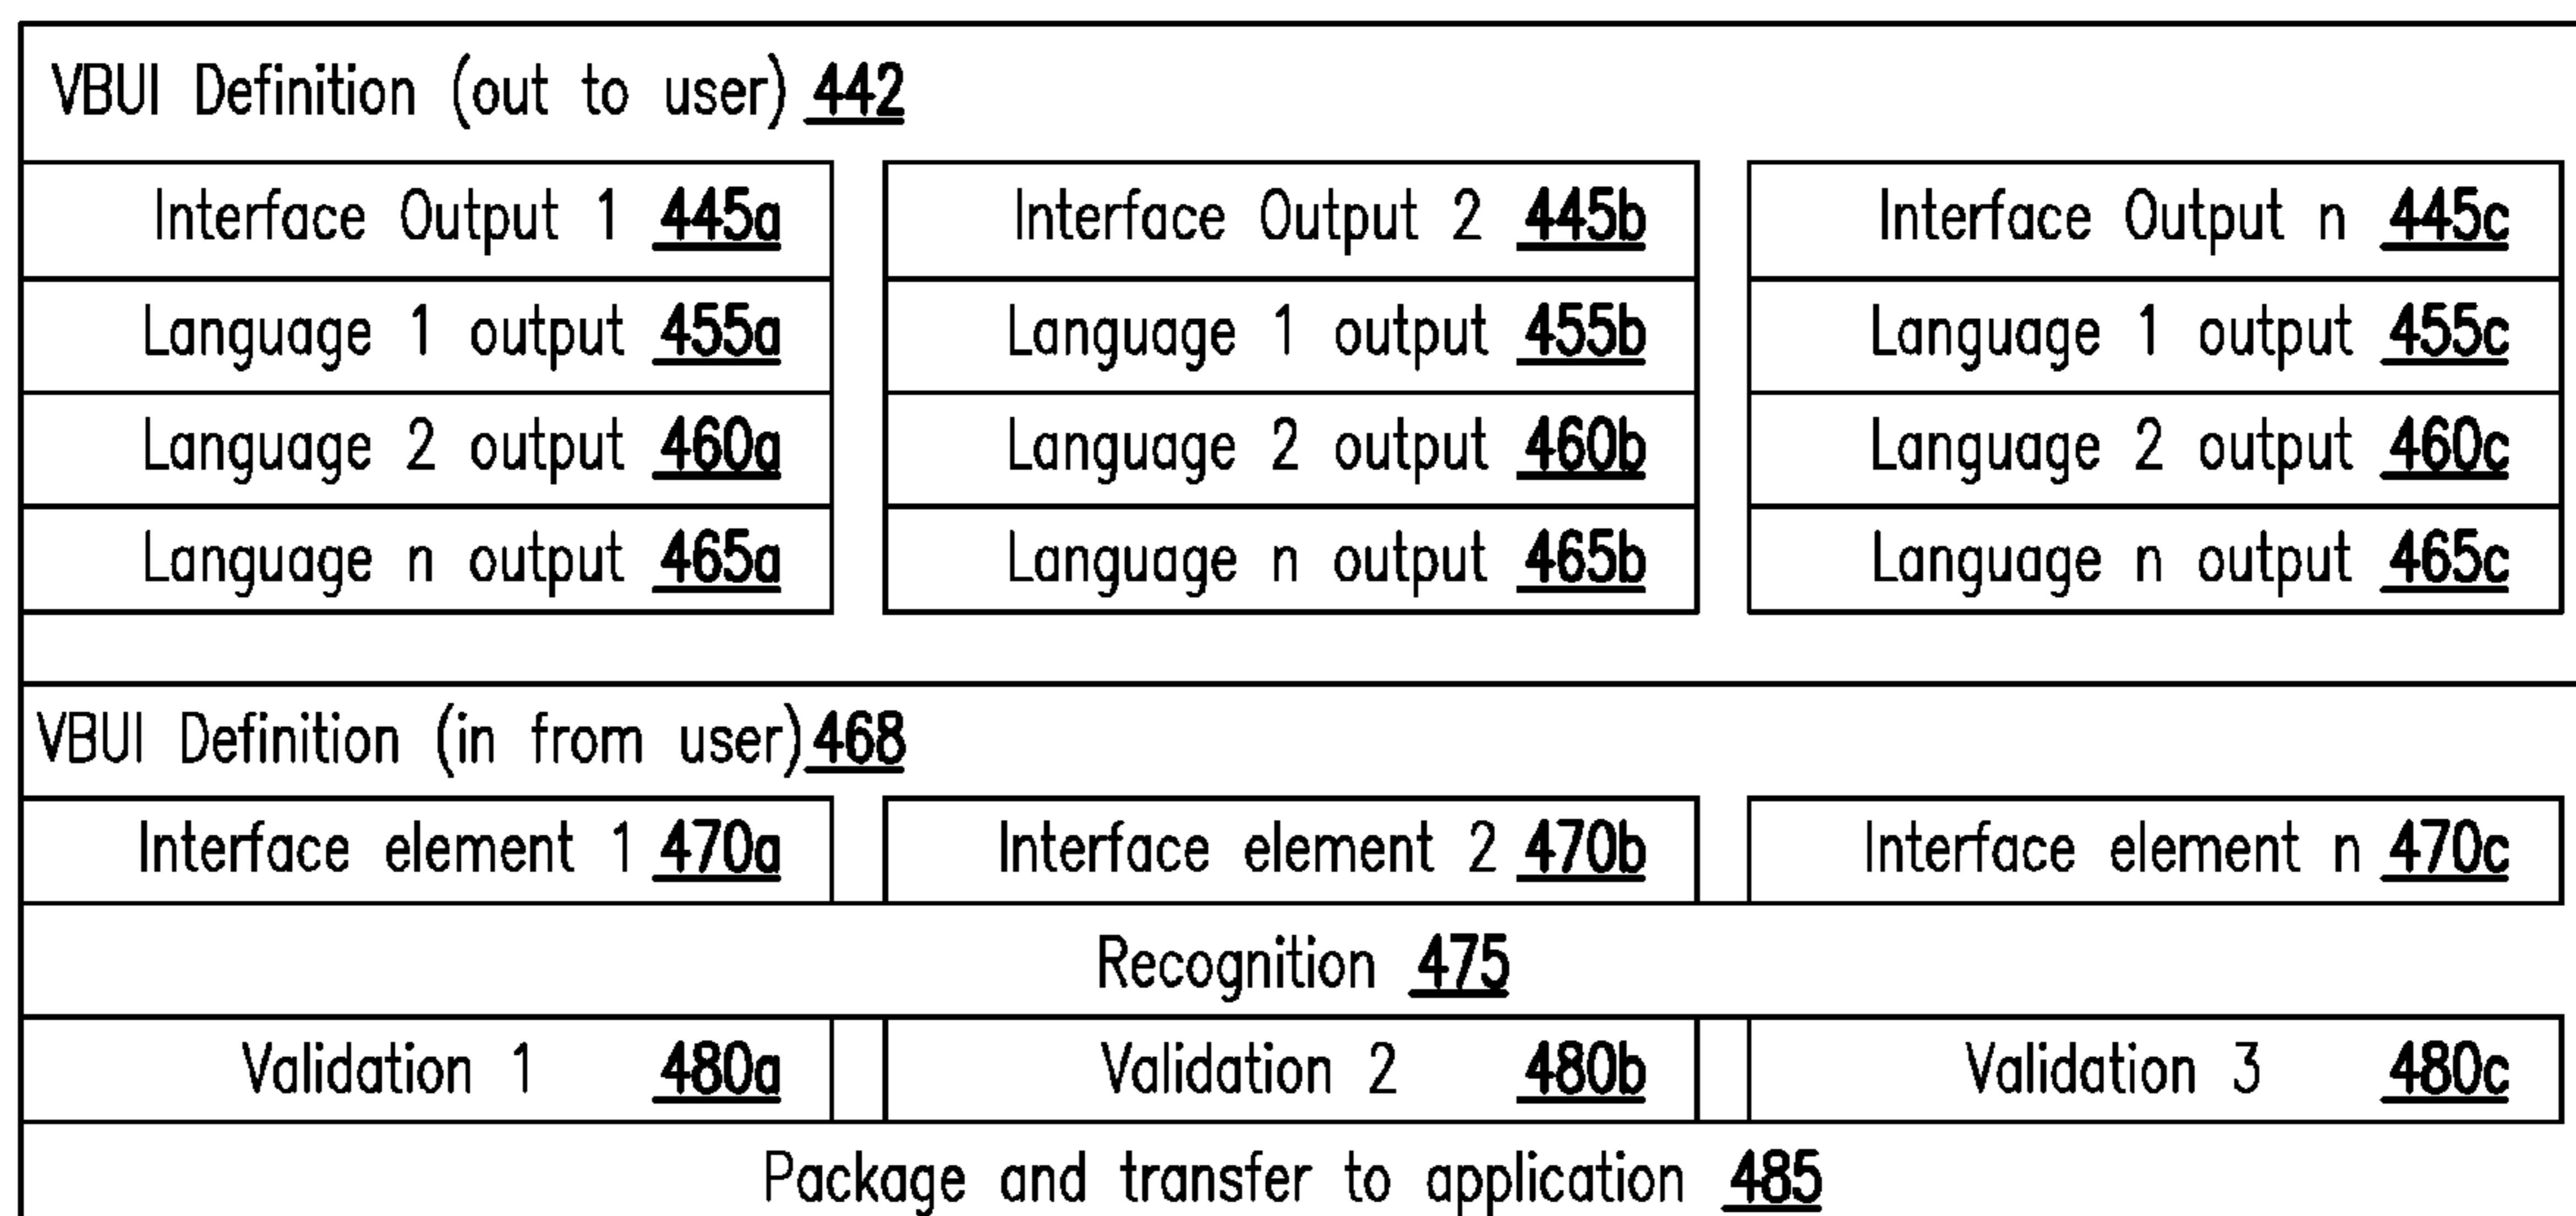 VBUI Definition (out to user) 442
Interface Output 1 445a
Interface Output 2 445b
Interface Output n 445c
Language 1 output 455a
Language 1 output 455b
Language 1 output 455c
Language 2 output 460a
Language 2 output 460b
Language 2 output 460c
Language n output 465a
Language n output 465b
Language n output 465c
VBUI Definition (in from user) 468
Interface element 1 470a
Interface element 2 470b
Interface element n 470c
Recognition 475
Validation 1 480a
Validation 2 480b
Validation 3 480c
Package and transfer to application 485